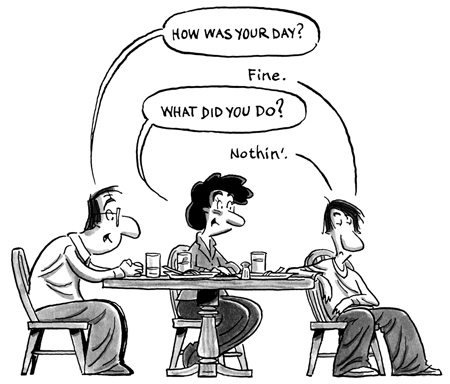 HOW WAS YOUR DAY?
Fine.
WHAT DID YOU DO?
Nothin'.